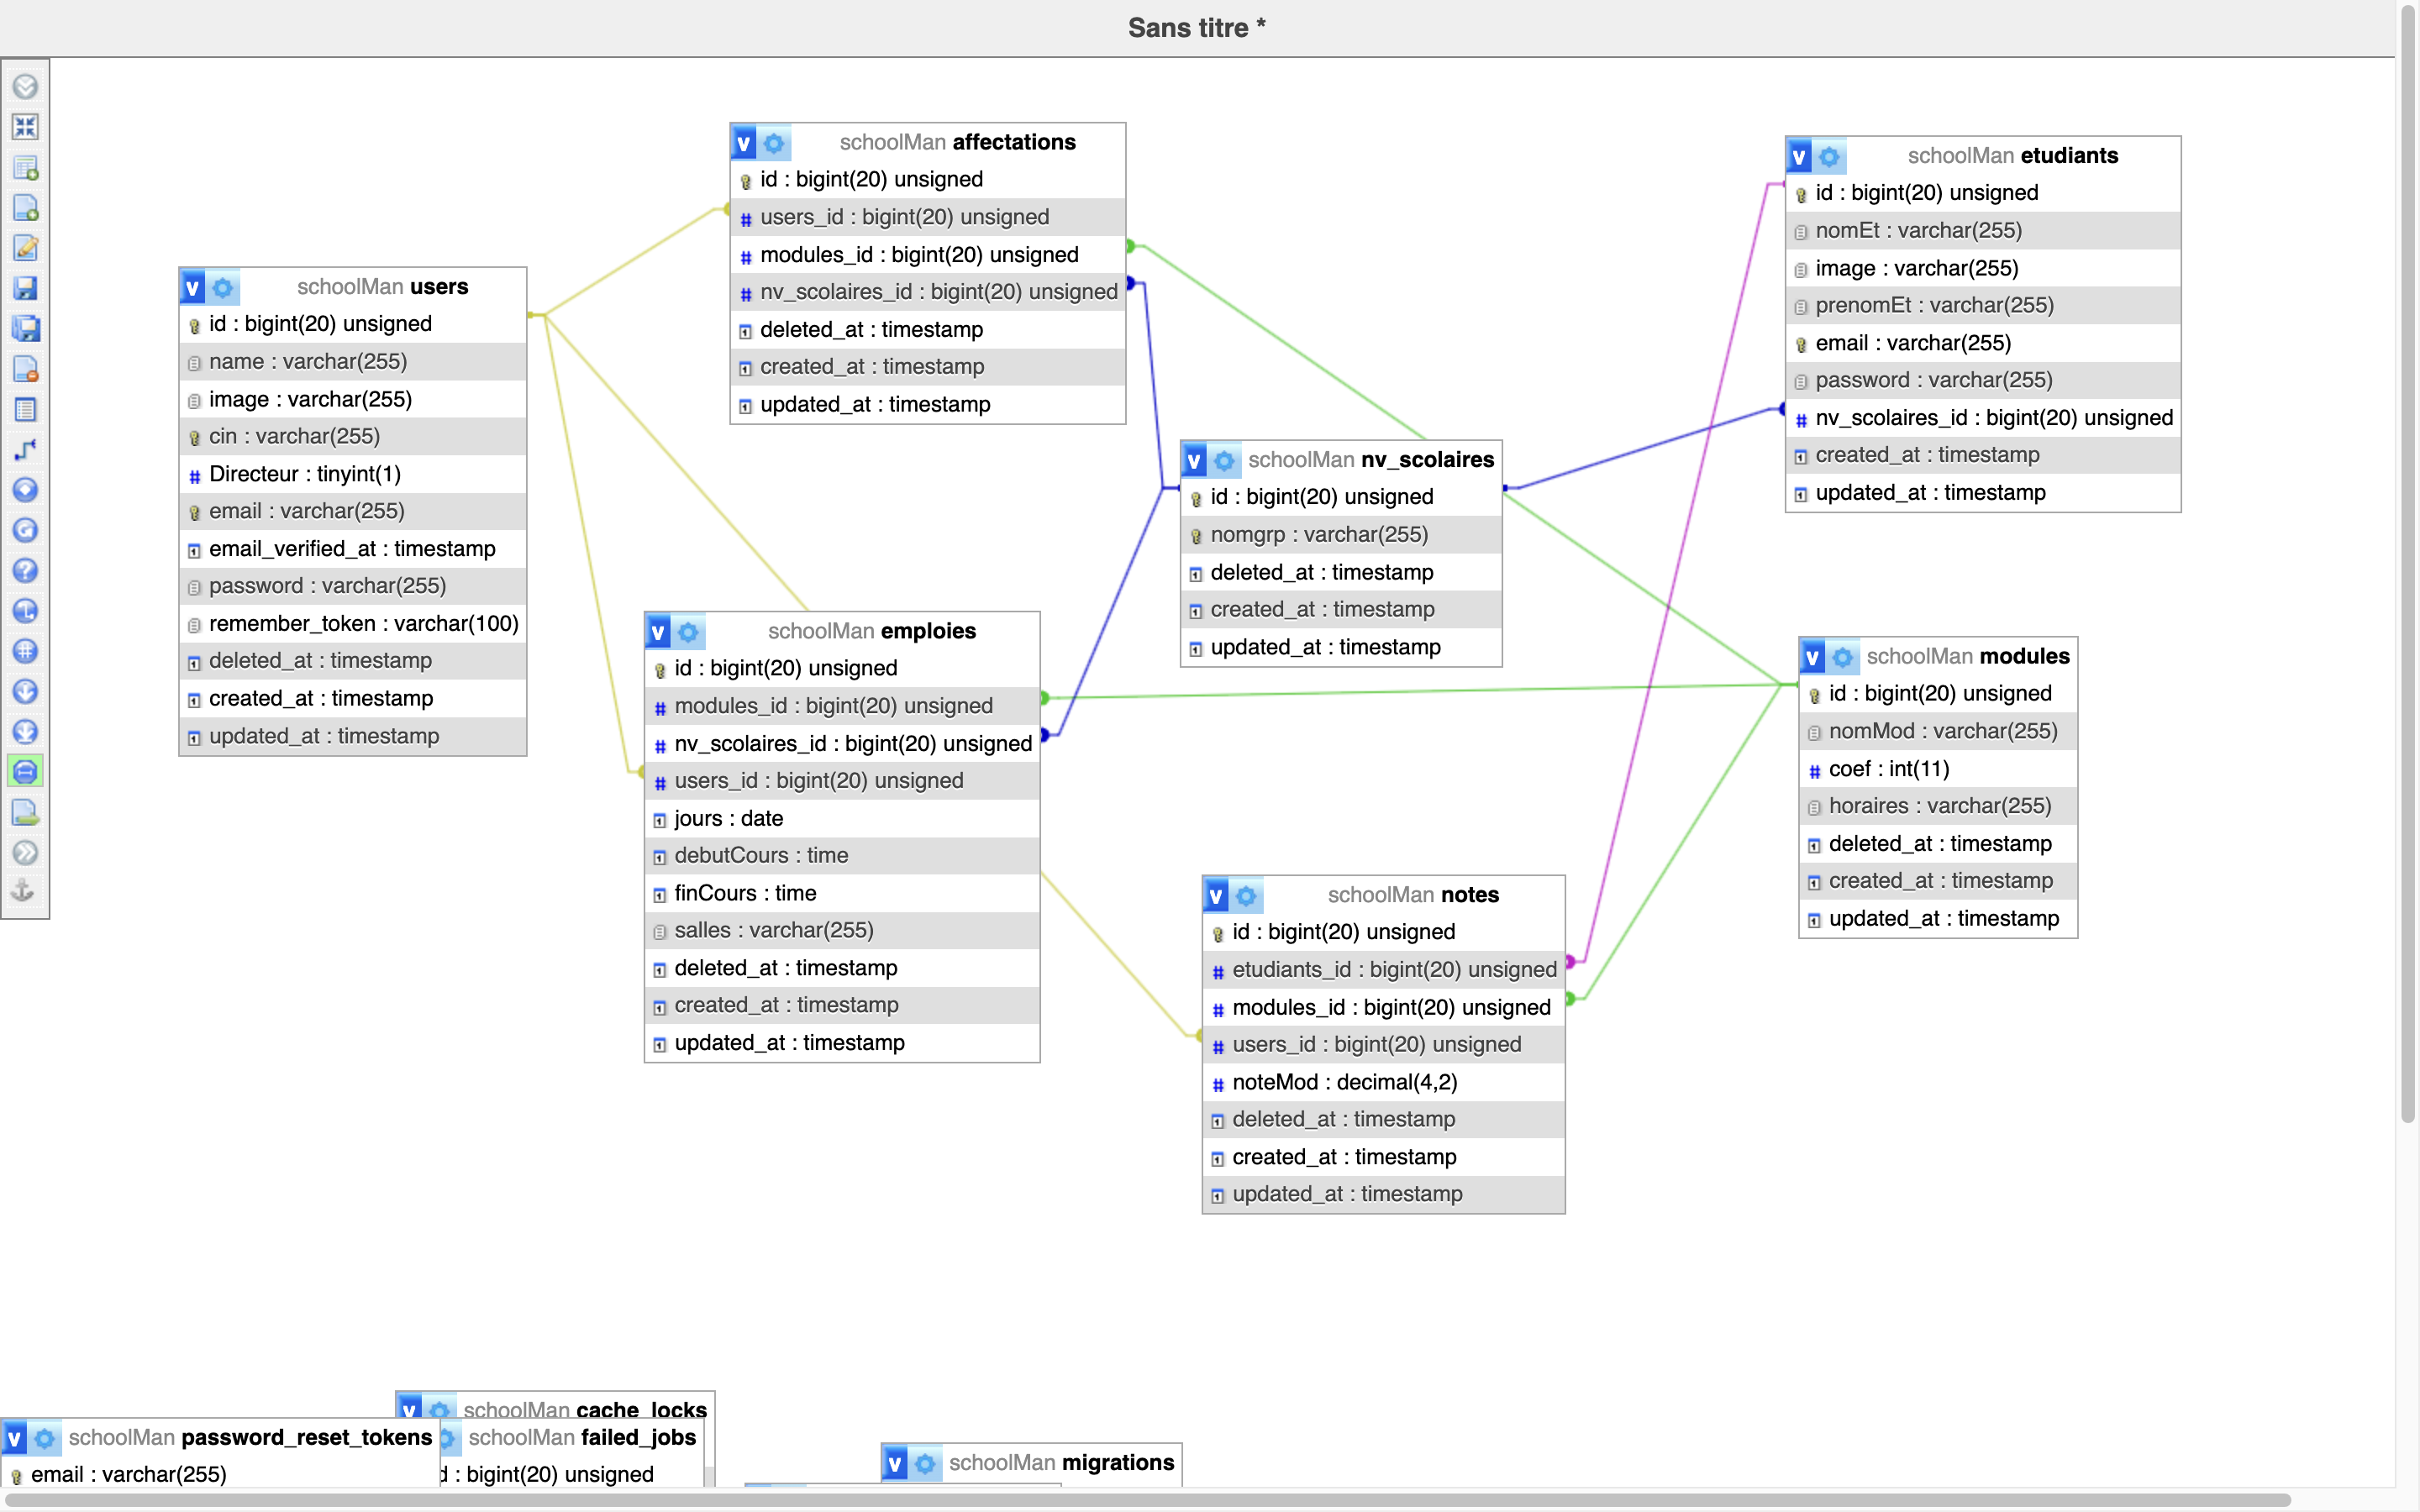 Sans titre *
schoolMan affectations
id : bigint(20) unsigned
users_id : bigint(20) unsigned
modules_id : bigint(20) unsigned
nv_scolaires_id : bigint(20) unsigned
deleted_at : timestamp
created_at : timestamp
updated_at : timestamp
schoolMan etudiants
id : bigint(20) unsigned
nomEt : varchar(255)
image : varchar(255)
prenomEt : varchar(255)
email : varchar(255)
password : varchar(255)
nv_scolaires_id : bigint(20) unsigned
created_at : timestamp
updated_at : timestamp
schoolMan users
id : bigint(20) unsigned
name : varchar(255)
image : varchar(255)
cin : varchar(255)
Directeur : tinyint(1)
email : varchar(255)
email_verified_at : timestamp
password : varchar(255)
remember_token : varchar(100)
deleted_at : timestamp
created_at : timestamp
updated_at : timestamp
schoolMan nv_scolaires
id : bigint(20) unsigned
nomgrp : varchar(255)
deleted_at : timestamp
created_at : timestamp
updated_at : timestamp
schoolMan emploies
id : bigint(20) unsigned
modules_id : bigint(20) unsigned
nv_scolaires_id : bigint(20) unsigned
users_id : bigint(20) unsigned
jours : date
debutCours : time
finCours : time
salles : varchar(255)
deleted_at : timestamp
created_at : timestamp
updated_at : timestamp
schoolMan modules
id : bigint(20) unsigned
nomMod : varchar(255)
coef : int(11)
horaires : varchar(255)
deleted_at : timestamp
created_at : timestamp
updated_at : timestamp
schoolMan notes
id : bigint(20) unsigned
etudiants_id : bigint(20) unsigned
modules_id : bigint(20) unsigned
users_id : bigint(20) unsigned
noteMod : decimal(4,2)
deleted_at : timestamp
created_at : timestamp
updated_at : timestamp
schoolMan cache_locks
schoolMan password_reset_tokens
email : varchar(255)
schoolMan failed_jobs
: bigint(20) unsigned
schoolMan migrations